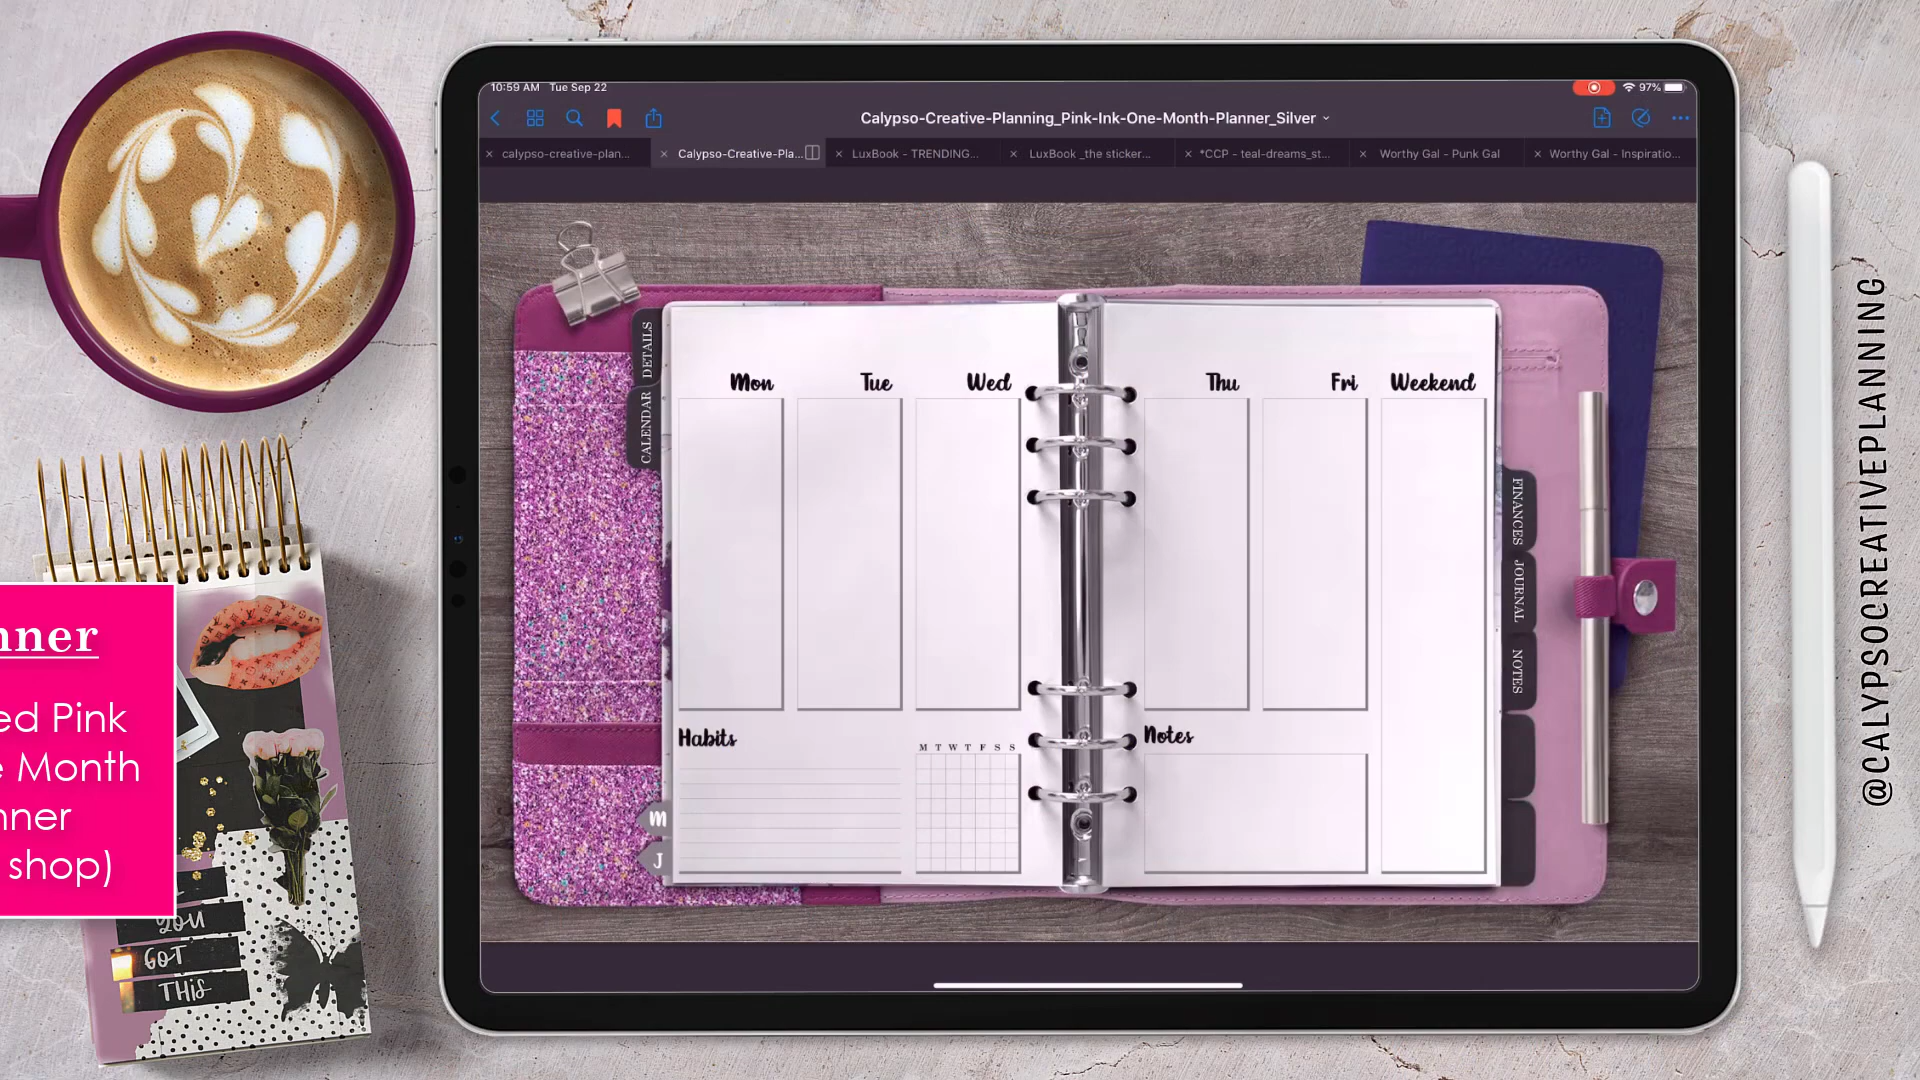 10:59 AM Tue Sep 22
97%
Calypso-Creative-Planning_Pink-Ink-One-Month-Planner_Silver
calypso-creative-plan...
Calypso-Creative-Pla...
LuxBook - TRENDING...
LuxBook _the sticker...
*CCP - teal-dreams_st...
Worthy Gal - Punk Gal
Worthy Gal - Inspiratio...
DETAILS
CALENDAR
Mon
Tue
Wed
Thu
Fri
Weekend
Habits
M T W T F S S
Notes
M
J
FINANCES
JOURNAL
NOTES
nner
ed Pink
e Month
nner
shop)
YOU
GOT
THIS
@CALYPSOCREATIVEPLANNING